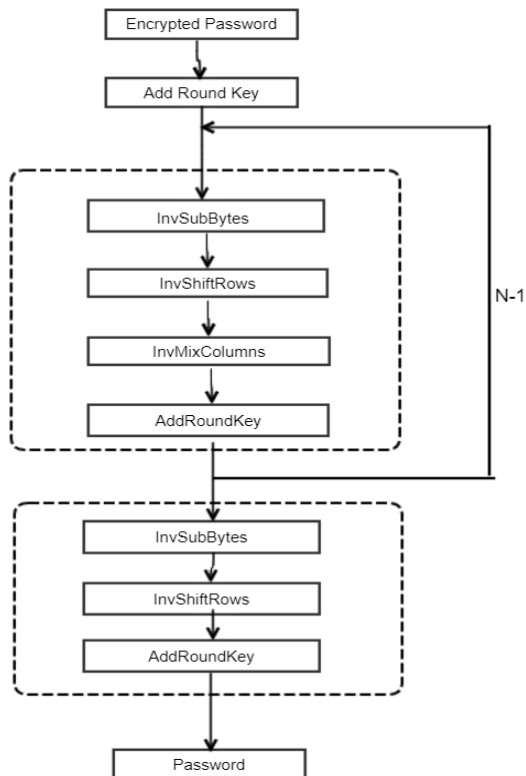 Encrypted Password
Add Round Key
InvSubBytes
InvShiftRows
N-1
InvMixColumns
AddRoundKey
InvSubBytes
InvShiftRows
AddRoundKey
Password